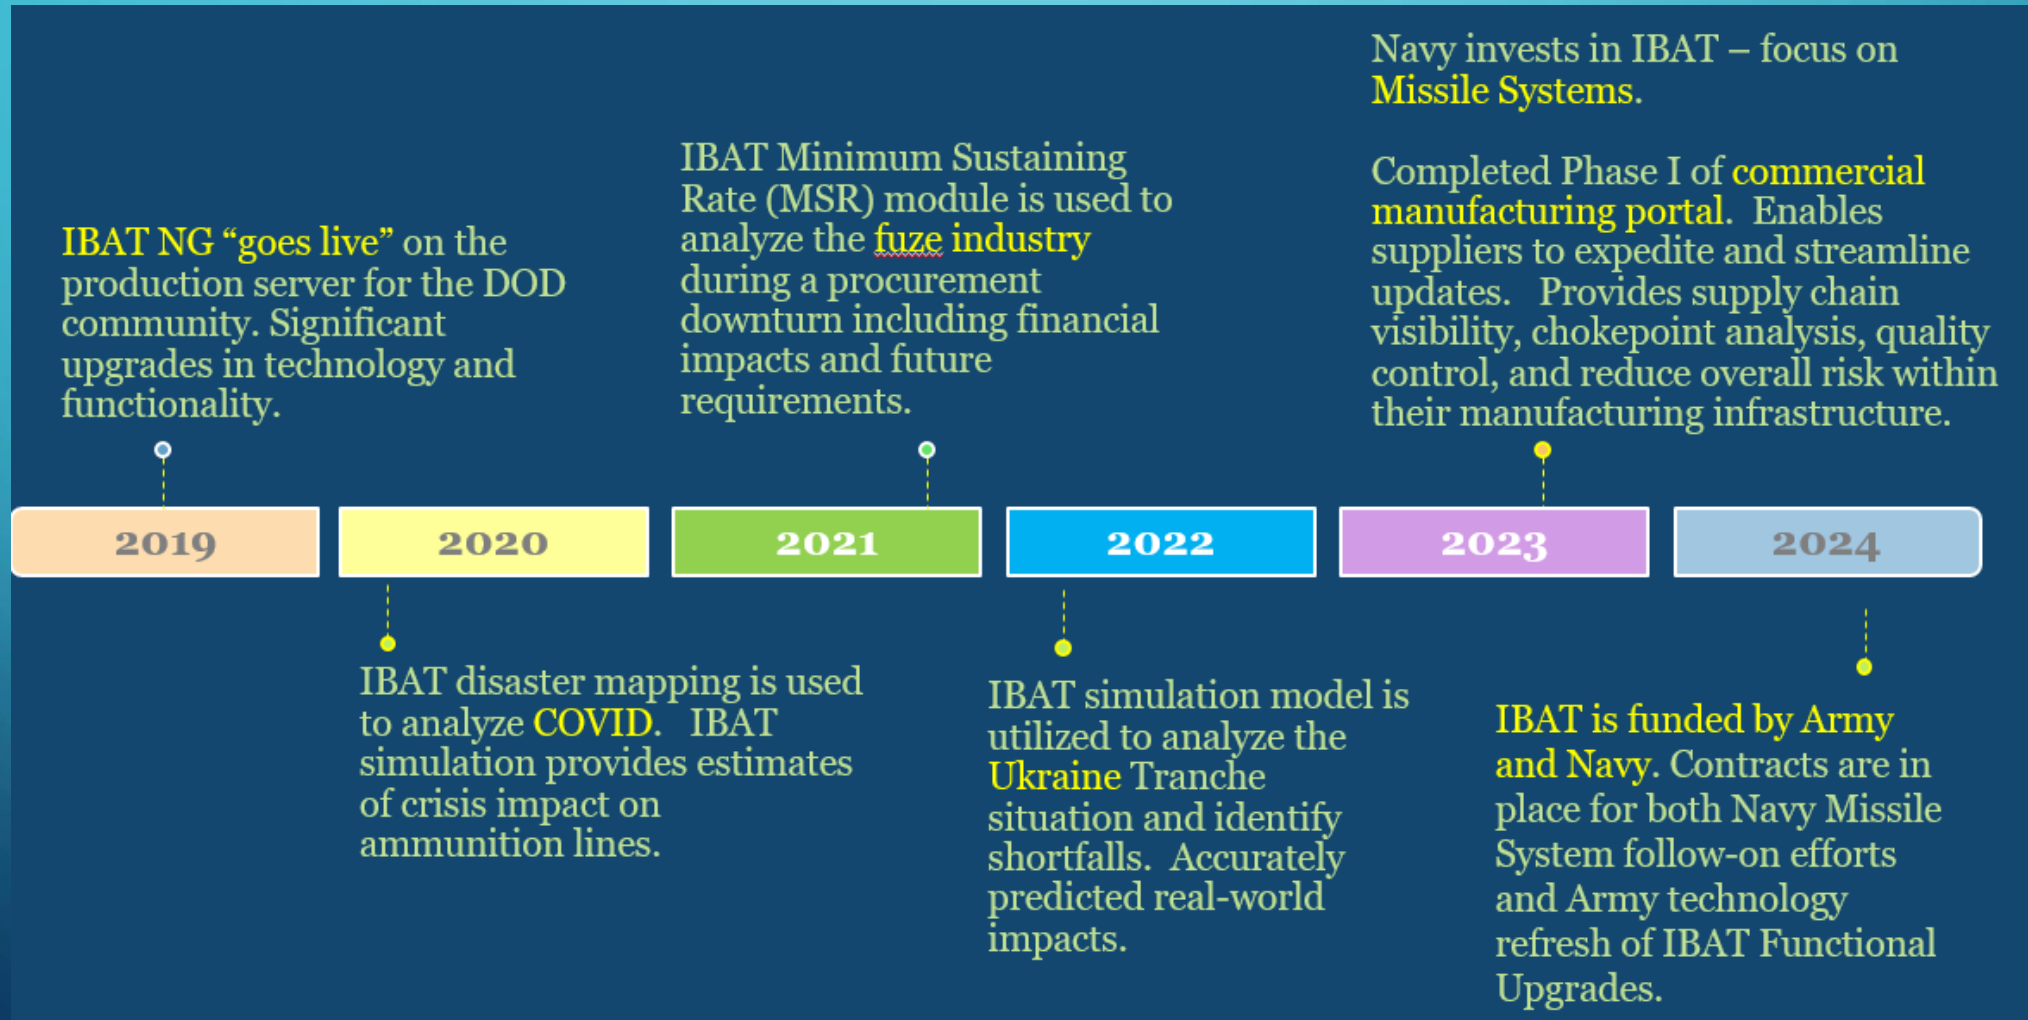 IBAT NG “goes live” on the
production server for the DOD
community. Significant
upgrades in technology and
functionality.
IBAT Minimum Sustaining
Rate (MSR) module is used to
analyze the fuze industry
during a procurement
downturn including financial
impacts and future
requirements.
Navy invests in IBAT – focus on
Missile Systems.
Completed Phase I of commercial
manufacturing portal.  Enables
suppliers to expedite and streamline
updates.   Provides supply chain
visibility, chokepoint analysis, quality
control, and reduce overall risk within
their manufacturing infrastructure.
2019
2020
2021
2022
2023
2024
IBAT disaster mapping is used
to analyze COVID.   IBAT
simulation provides estimates
of crisis impact on
ammunition lines.
IBAT simulation model is
utilized to analyze the
Ukraine Tranche
situation and identify
shortfalls.  Accurately
predicted real-world
impacts.
IBAT is funded by Army
and Navy. Contracts are in
place for both Navy Missile
System follow-on efforts
and Army technology
refresh of IBAT Functional
Upgrades.